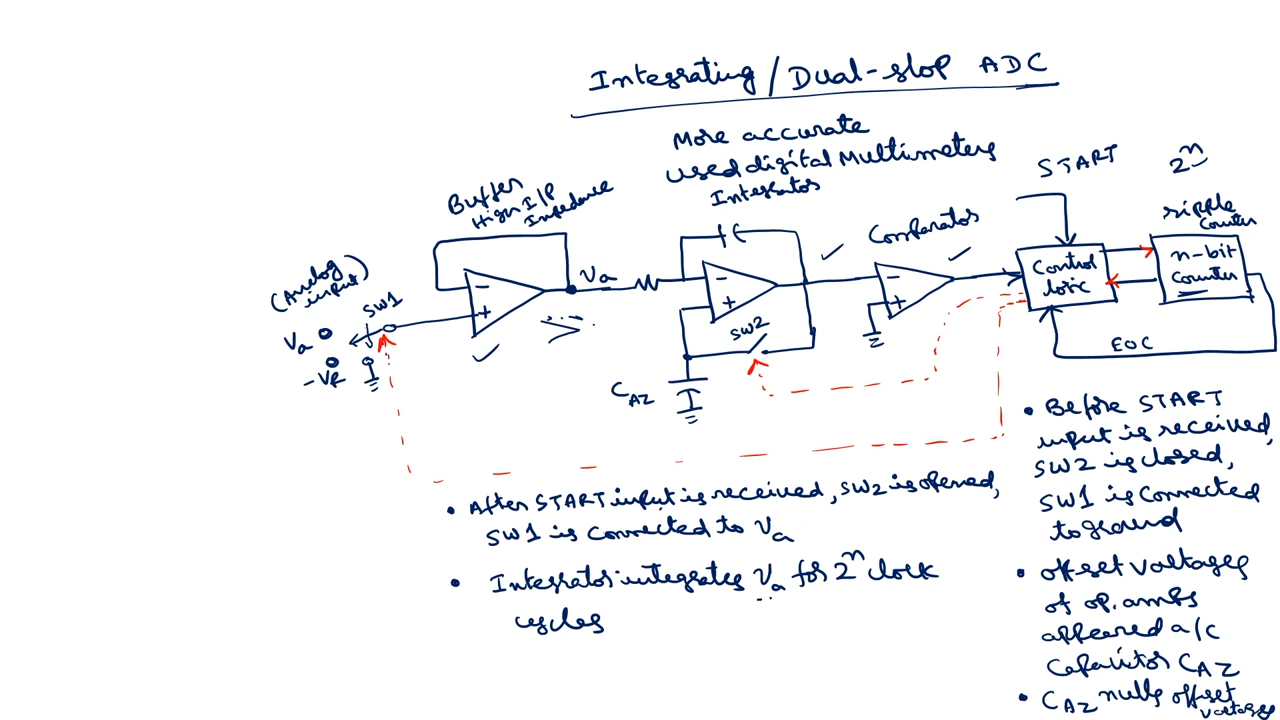 Integrating / Dual-slop ADC
More accurate
used digital Multimeters
Buffer
High I/P
Impedance
Integrator
Comparator
START
2^n
ripple
counter
(Analog
input)
SW1
Va
-VR
Va
-
+
-
+
SW2
CAZ
-
+
Control
logic
n-bit
counter
EOC
• Before START
input is received,
SW2 is closed,
SW1 is connected
to ground
• offset voltages
of op.amps
appeared a/c
Capacitor CAZ
• CAZ nulls offset
voltages
• After START input is received, SW2 is opened,
SW1 is connected to Va
• Integrator integrates Va for 2^n clock
cycles